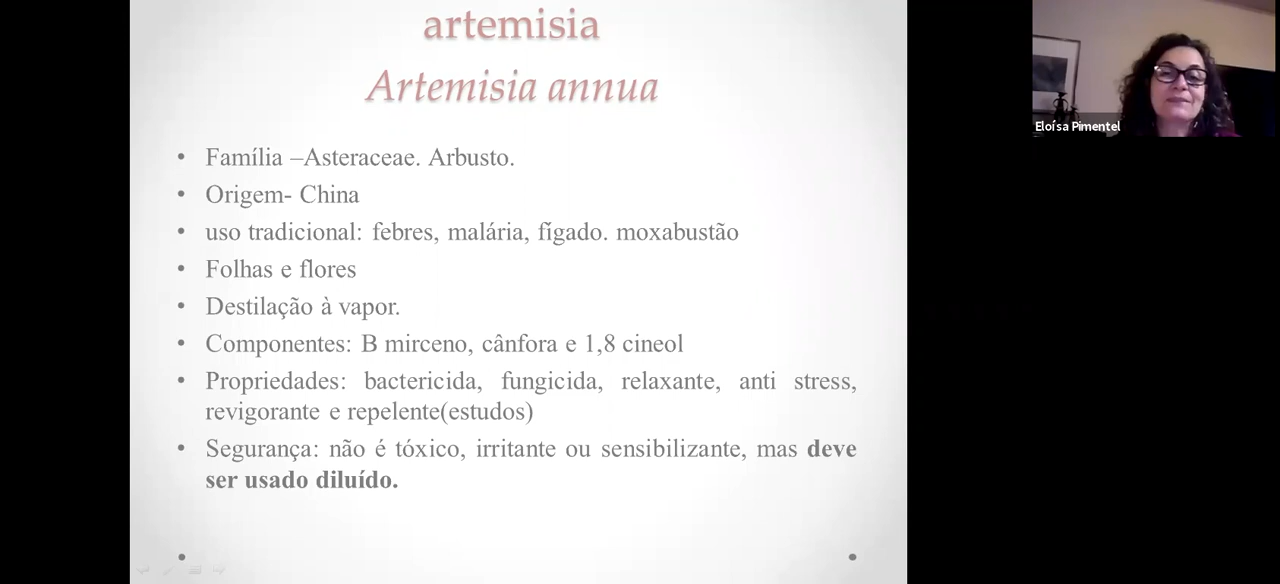 artemisia
Artemisia annua
• Família –Asteraceae. Arbusto.
• Origem- China
• uso tradicional: febres, malária, fígado. moxabustão
• Folhas e flores
• Destilação à vapor.
• Componentes: B mirceno, cânfora e 1,8 cineol
• Propriedades: bactericida, fungicida, relaxante, anti stress,
revigorante e repelente(estudos)
• Segurança: não é tóxico, irritante ou sensibilizante, mas deve
ser usado diluído.
Eloísa Pimentel